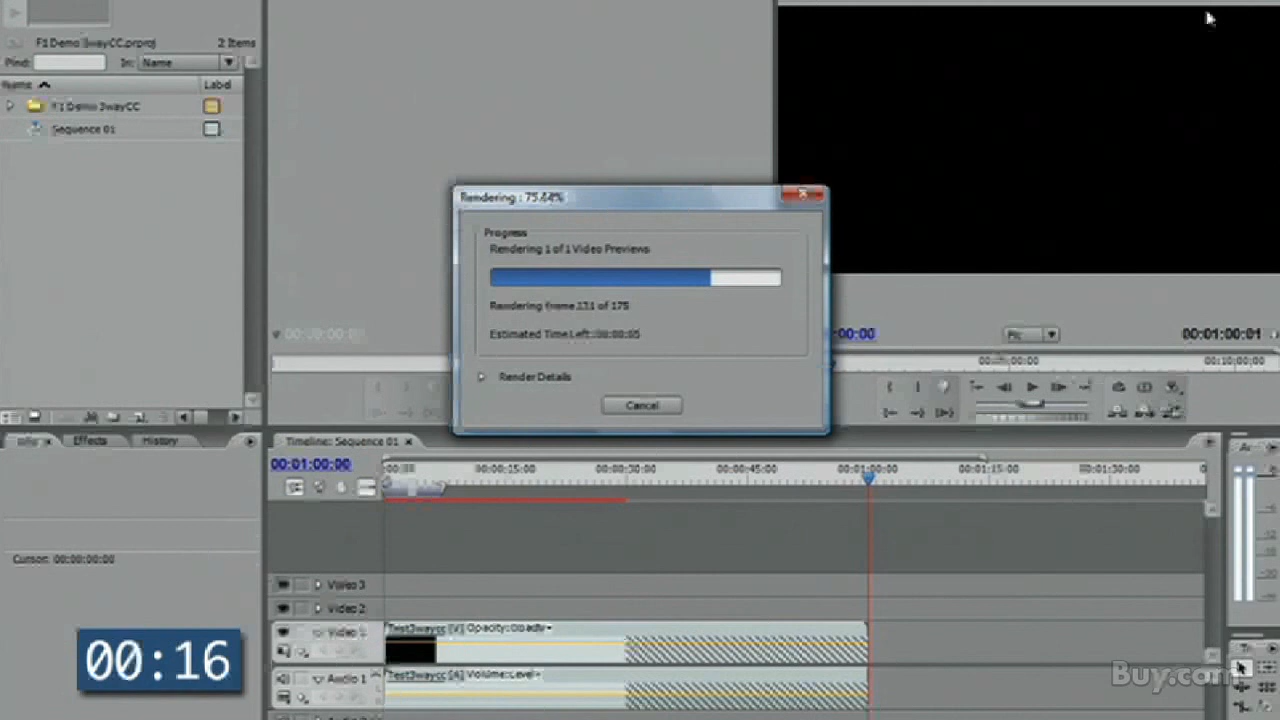 F1 Demo 3wayCC.prproj 2 Items
Find: In: Name
Name Label
F1 Demo 3wayCC
Sequence 01
Rendering : 75.64%
Progress
Rendering 1 of 1 Video Previews
Rendering frame 131 of 175
Estimated Time Left: 00:00:05
Render Details
Cancel
00:00:00:00
Fit
00:01:00:01
00:10:00:00
Effects History
Timeline: Sequence 01
00:01:00:00
00:00:15:00 00:00:30:00 00:00:45:00 00:01:00:00 00:01:15:00 00:01:30:00
Cursor: 00:00:00:00
Video 3
Video 2
Video 1
Test3waycc [V] Opacity:Opacity
Audio 1
Test3waycc [A] Volume:Level
00:16
Buy.com